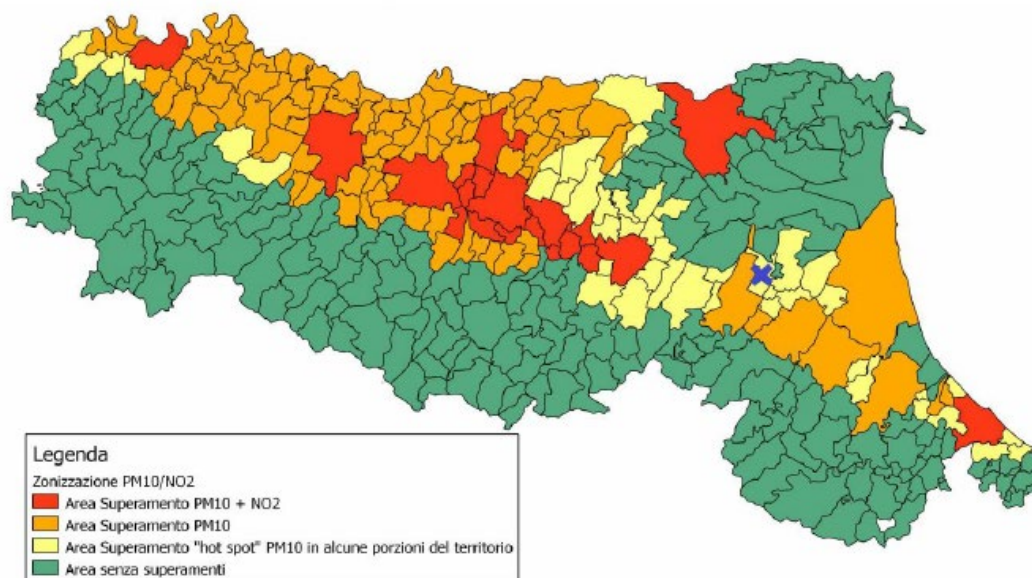 Legenda
Zonizzazione PM10/NO2
Area Superamento PM10 + NO2
Area Superamento PM10
Area Superamento "hot spot" PM10 in alcune porzioni del territorio
Area senza superamenti